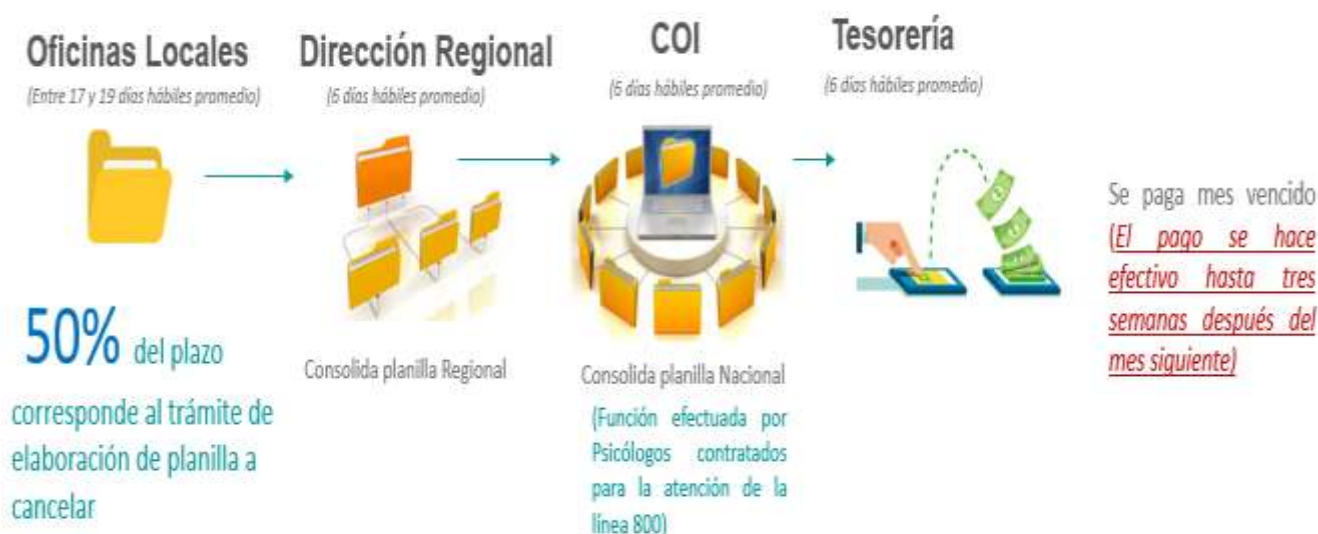 Oficinas Locales
(Entre 17 y 19 días hábiles promedio)
50% del plazo
corresponde al trámite de
elaboración de planilla a
cancelar
Dirección Regional
(6 días hábiles promedio)
Consolida planilla Regional
COI
(6 días hábiles promedio)
Consolida planilla Nacional
(Función efectuada por
Psicólogos contratados
para la atención de la
línea 800)
Tesorería
(6 días hábiles promedio)
Se paga mes vencido
(El pago se hace
efectivo hasta tres
semanas después del
mes siguiente)